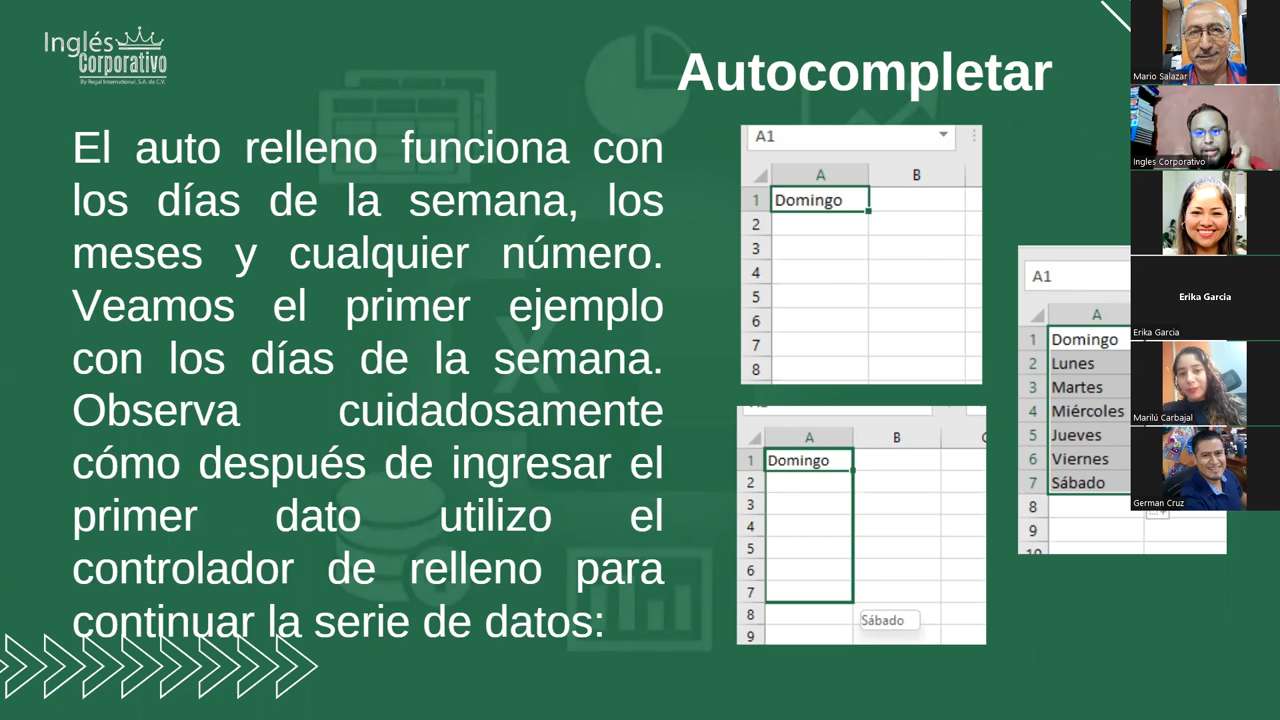 Inglés
Corporativo
By Regal International, S.A. de C.V.
Autocompletar
El auto relleno funciona con
los días de la semana, los
meses y cualquier número.
Veamos el primer ejemplo
con los días de la semana.
Observa cuidadosamente
cómo después de ingresar el
primer dato utilizo el
controlador de relleno para
continuar la serie de datos:
A1
A B
1 Domingo
2
3
4
5
6
7
8
A B
1 Domingo
2
3
4
5
6
7
8
Sábado
9
A1
A
1 Domingo
2 Lunes
3 Martes
4 Miércoles
5 Jueves
6 Viernes
7 Sábado
8
9
10
Mario Salazar
Ingles Corporativo
Erika Garcia
Erika Garcia
Marilú Carbajal
German Cruz